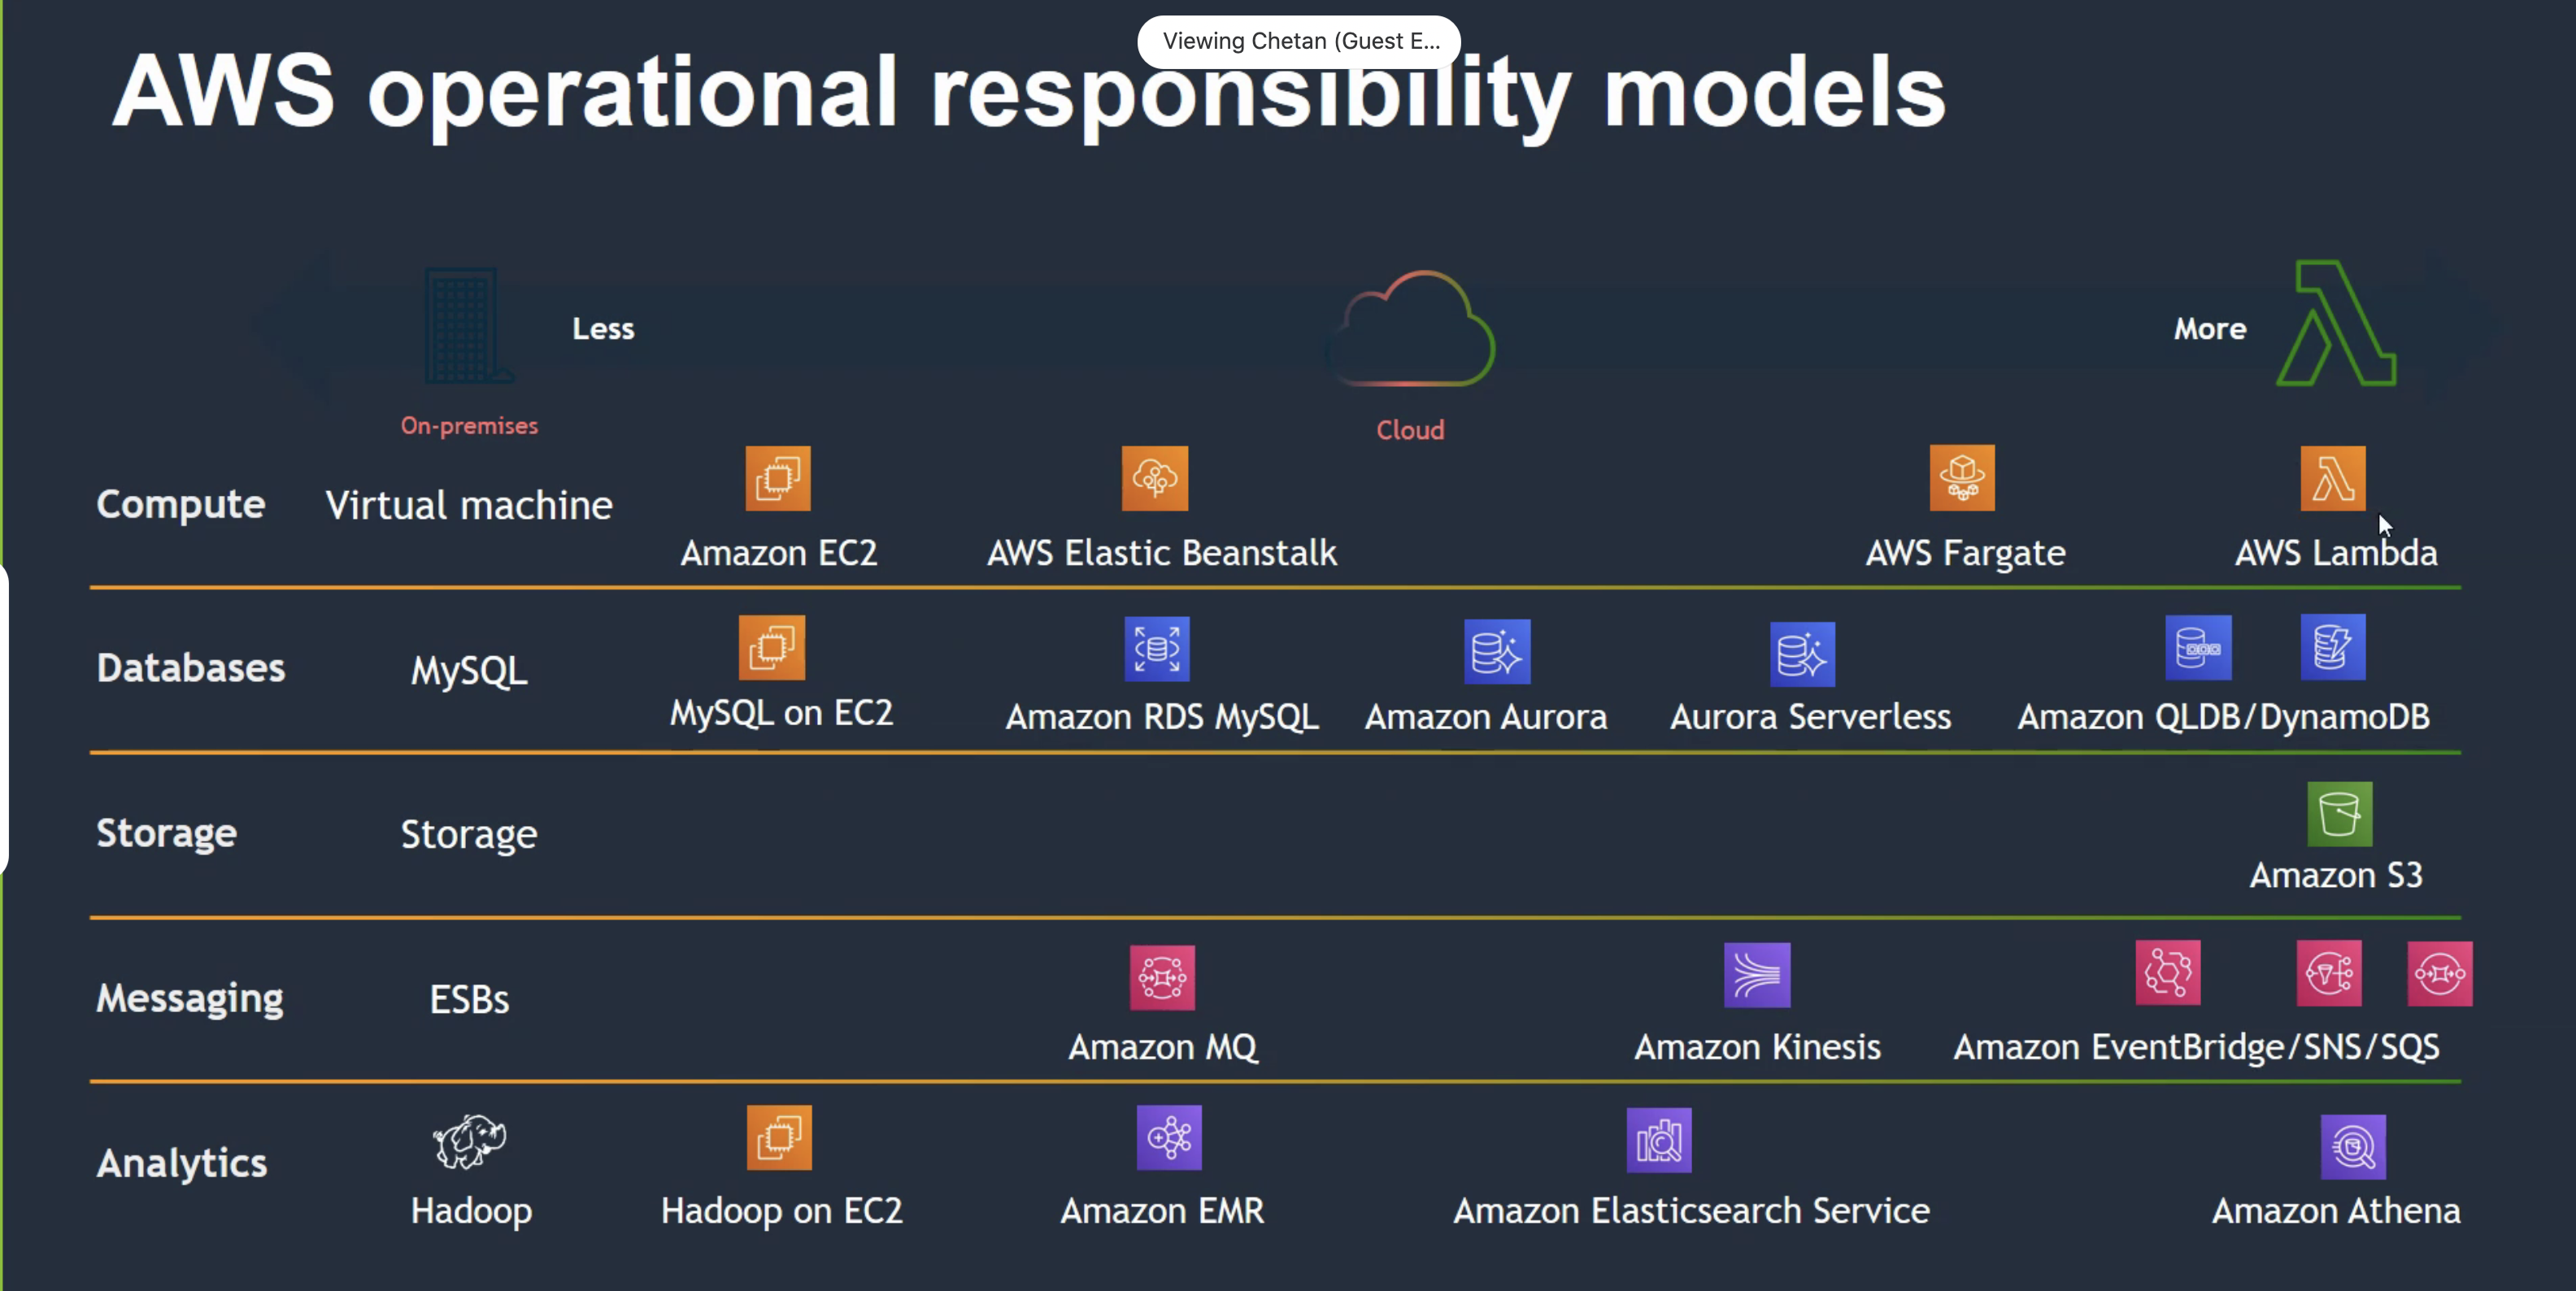 Viewing Chetan (Guest E...
AWS operational responsibility models
Less
More
On-premises
Cloud
Compute
Virtual machine
Amazon EC2
AWS Elastic Beanstalk
AWS Fargate
AWS Lambda
Databases
MySQL
MySQL on EC2
Amazon RDS MySQL
Amazon Aurora
Aurora Serverless
Amazon QLDB/DynamoDB
Storage
Storage
Amazon S3
Messaging
ESBs
Amazon MQ
Amazon Kinesis
Amazon EventBridge/SNS/SQS
Analytics
Hadoop
Hadoop on EC2
Amazon EMR
Amazon Elasticsearch Service
Amazon Athena